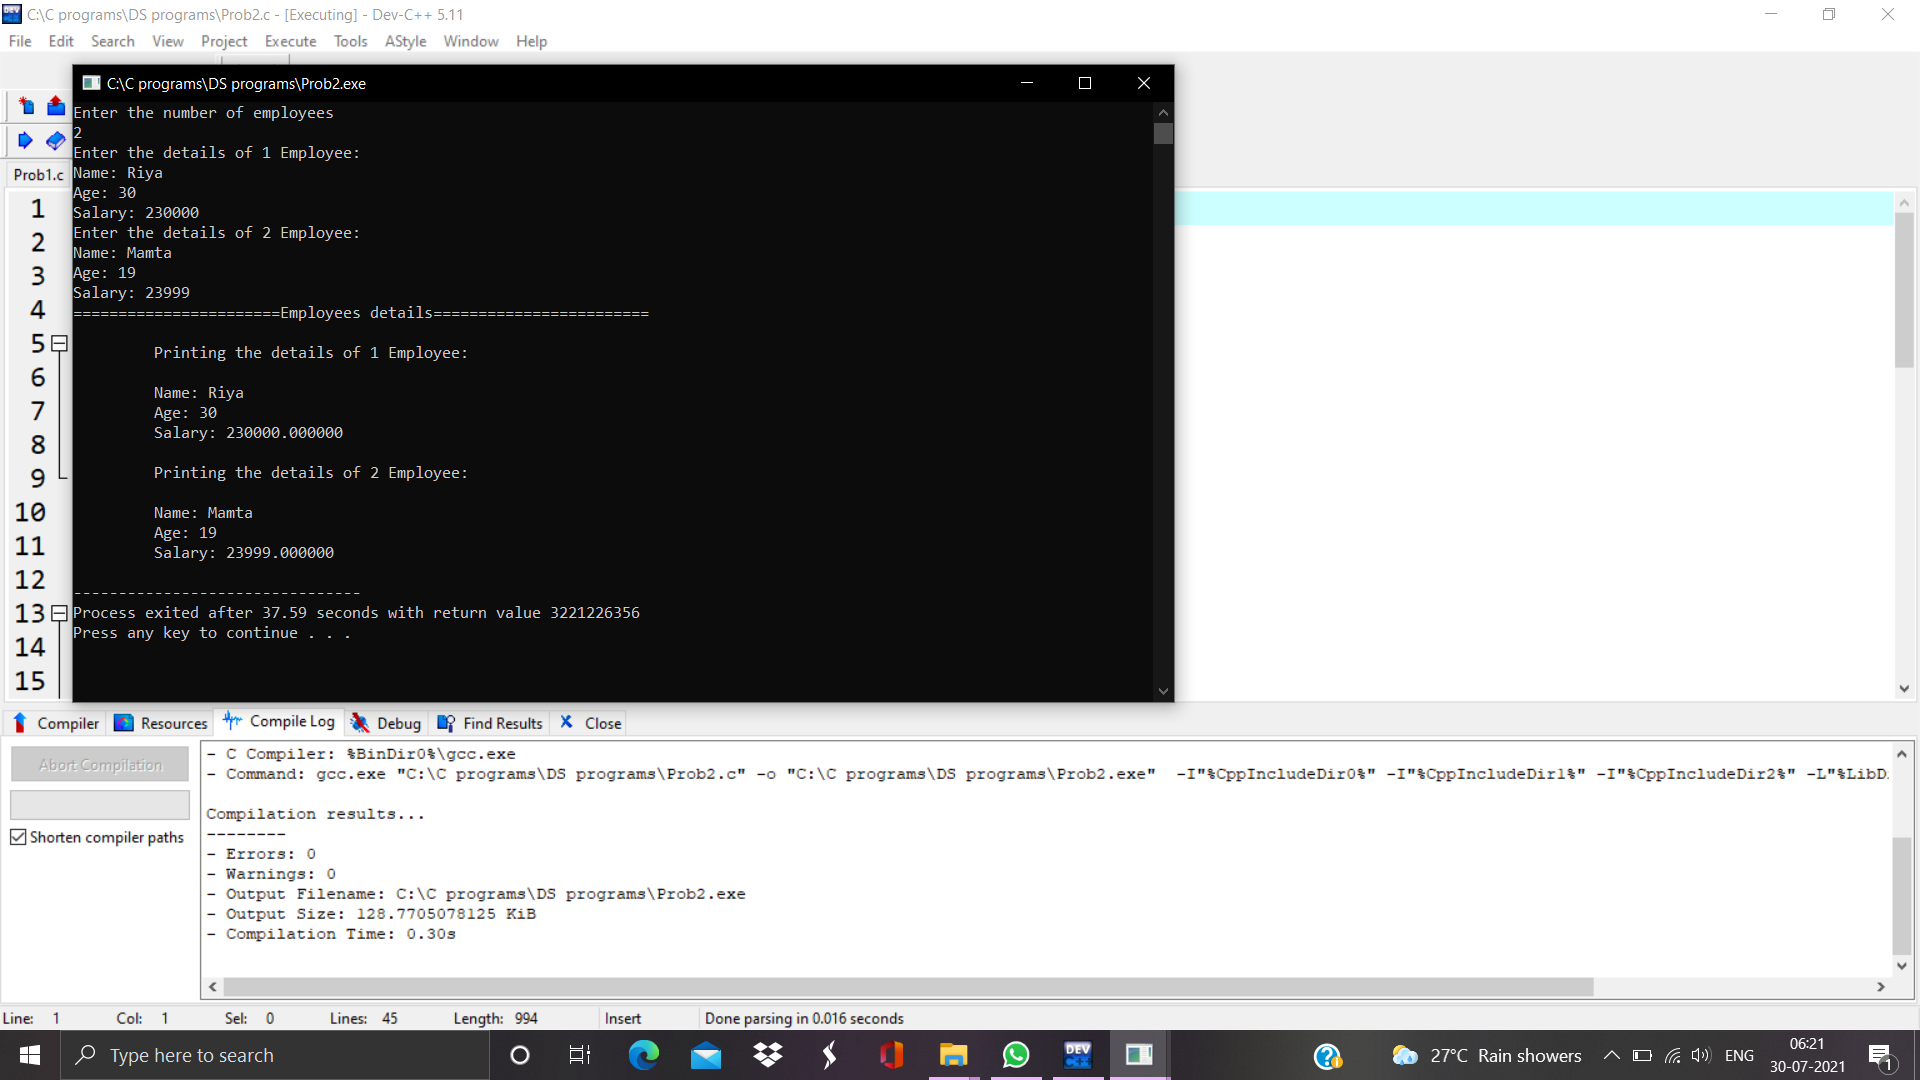 C:\C programs\DS programs\Prob2.c - [Executing] - Dev-C++ 5.11
File Edit Search View Project Execute Tools AStyle Window Help
C:\C programs\DS programs\Prob2.exe
Enter the number of employees
2
Enter the details of 1 Employee:
Name: Riya
Age: 30
Salary: 230000
Enter the details of 2 Employee:
Name: Mamta
Age: 19
Salary: 23999
=======================Employees details========================
Printing the details of 1 Employee:
Name: Riya
Age: 30
Salary: 230000.000000
Printing the details of 2 Employee:
Name: Mamta
Age: 19
Salary: 23999.000000
--------------------------------
Process exited after 37.59 seconds with return value 3221226356
Press any key to continue . . .
Prob1.c
1
2
3
4
5
6
7
8
9
10
11
12
13
14
15
Compiler Resources Compile Log Debug Find Results Close
Abort Compilation
Shorten compiler paths
- C Compiler: %BinDir0%\gcc.exe
- Command: gcc.exe "C:\C programs\DS programs\Prob2.c" -o "C:\C programs\DS programs\Prob2.exe"  -I"%CppIncludeDir0%" -I"%CppIncludeDir1%" -I"%CppIncludeDir2%" -L"%LibD
Compilation results...
--------
- Errors: 0
- Warnings: 0
- Output Filename: C:\C programs\DS programs\Prob2.exe
- Output Size: 128.7705078125 KiB
- Compilation Time: 0.30s
Line: 1 Col: 1 Sel: 0 Lines: 45 Length: 994 Insert Done parsing in 0.016 seconds
Type here to search
DEV
27°C Rain showers
ENG
06:21
30-07-2021
1